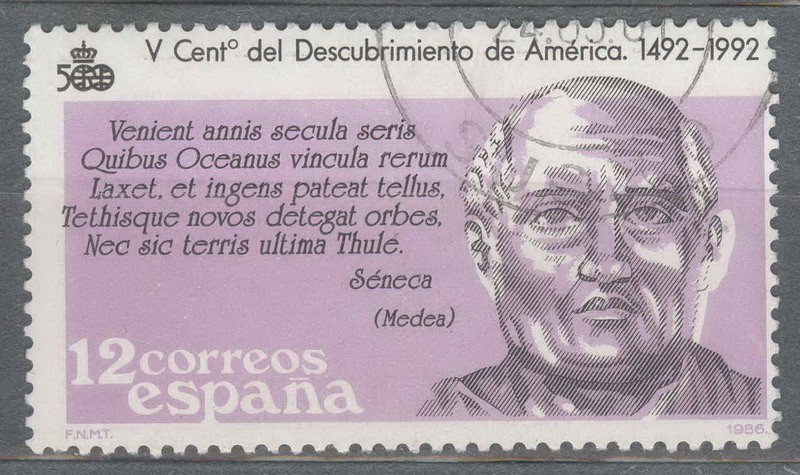 V Centº del Descubrimiento de América. 1492-1992
500
Venient annis secula seris
Quibus Oceanus vincula rerum
Laxet, et ingens pateat tellus,
Tethisque novos detegat orbes,
Nec sic terris ultima Thule.
Séneca
(Medea)
12 correos
españa
F.N.M.T.
1986.